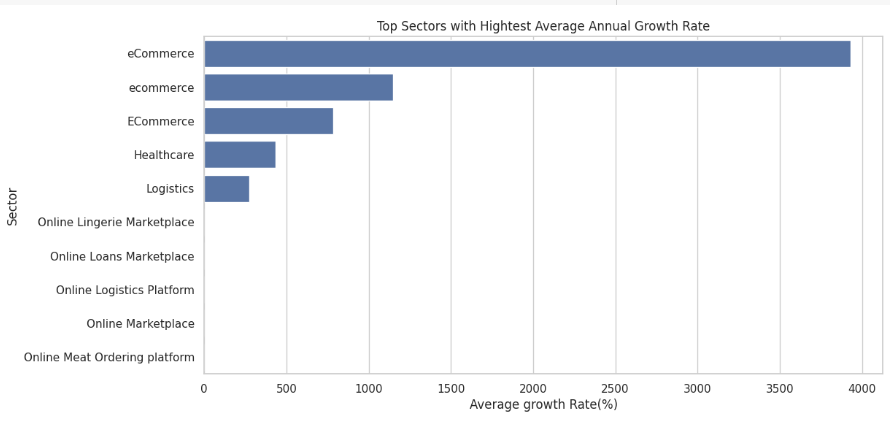 Top Sectors with Hightest Average Annual Growth Rate
eCommerce
ecommerce
ECommerce
Healthcare
Logistics
Online Lingerie Marketplace
Online Loans Marketplace
Online Logistics Platform
Online Marketplace
Online Meat Ordering platform
Sector
0 500 1000 1500 2000 2500 3000 3500 4000
Average growth Rate(%)